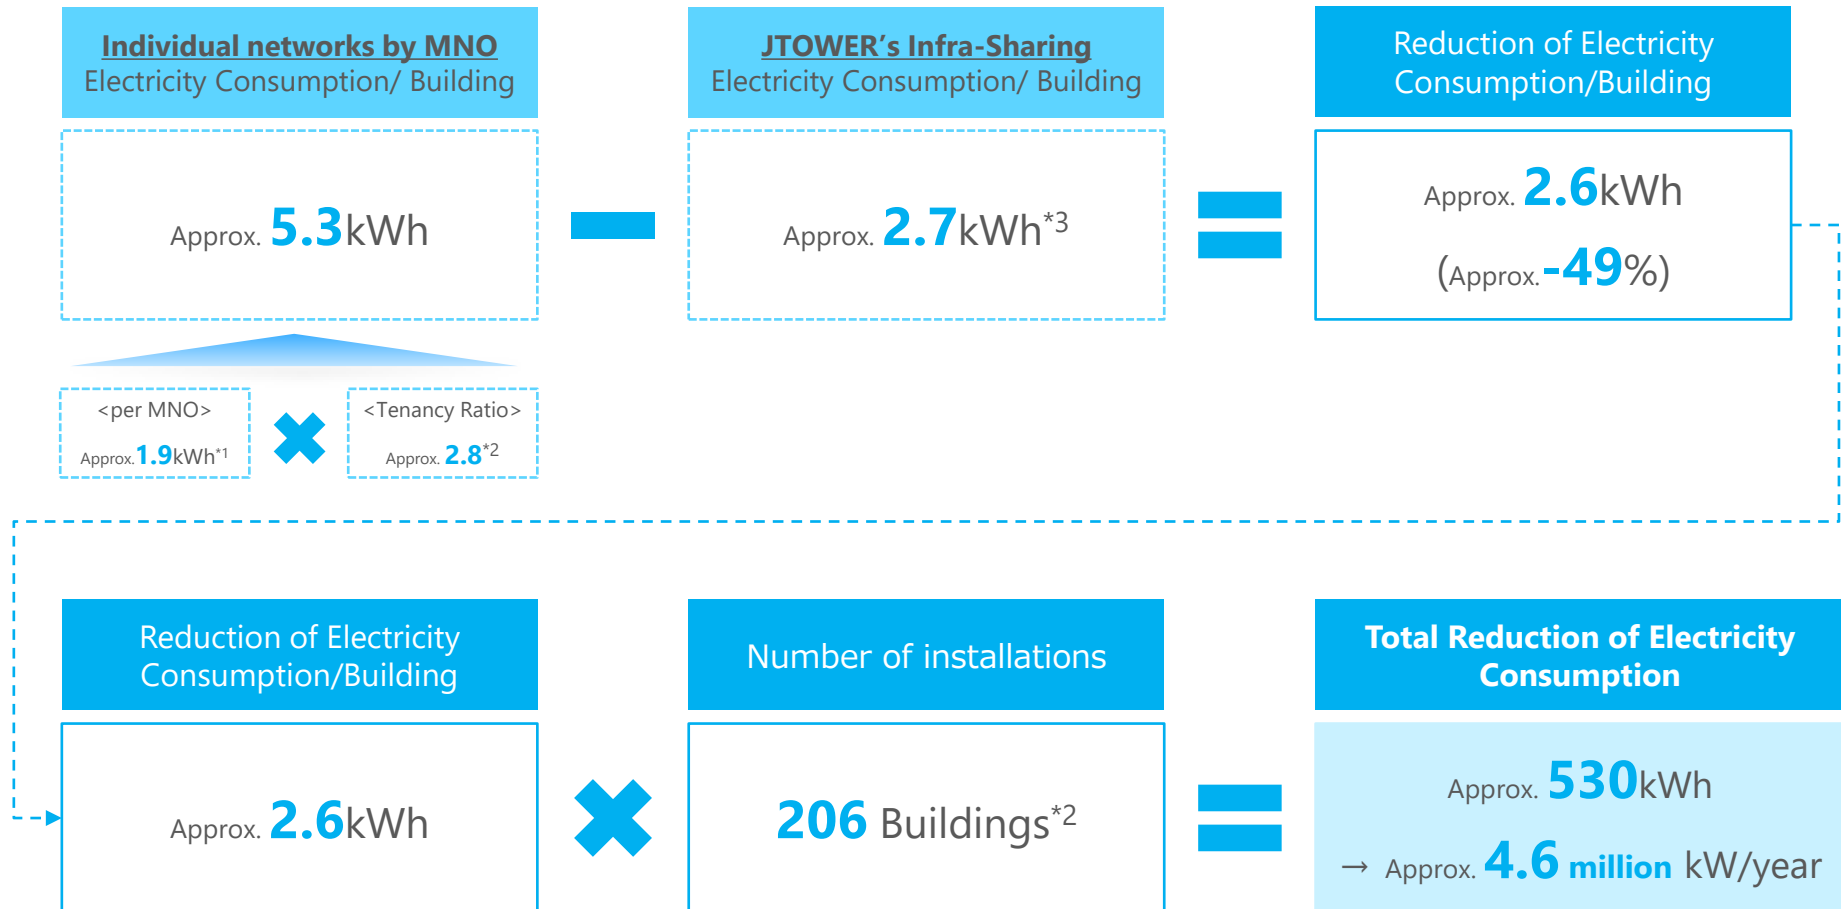 Individual networks by MNO
Electricity Consumption/ Building
Approx. 5.3kWh
<per MNO>
Approx.1.9kWh*1
<Tenancy Ratio>
Approx. 2.8*2
JTOWER’s Infra-Sharing
Electricity Consumption/ Building
Approx. 2.7kWh*3
Reduction of Electricity
Consumption/Building
Approx. 2.6kWh
(Approx.-49%)
Reduction of Electricity
Consumption/Building
Approx. 2.6kWh
Number of installations
206 Buildings*2
Total Reduction of Electricity
Consumption
Approx. 530kWh
→ Approx. 4.6 million kW/year